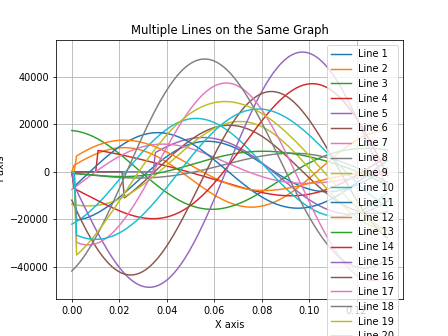 Multiple Lines on the Same Graph
40000
20000
0
−20000
−40000
0.00
0.02
0.04
0.06
0.08
0.10
X axis
Line 1
Line 2
Line 3
Line 4
Line 5
Line 6
Line 7
Line 8
Line 9
Line 10
Line 11
Line 12
Line 13
Line 14
Line 15
Line 16
Line 17
Line 18
Line 19